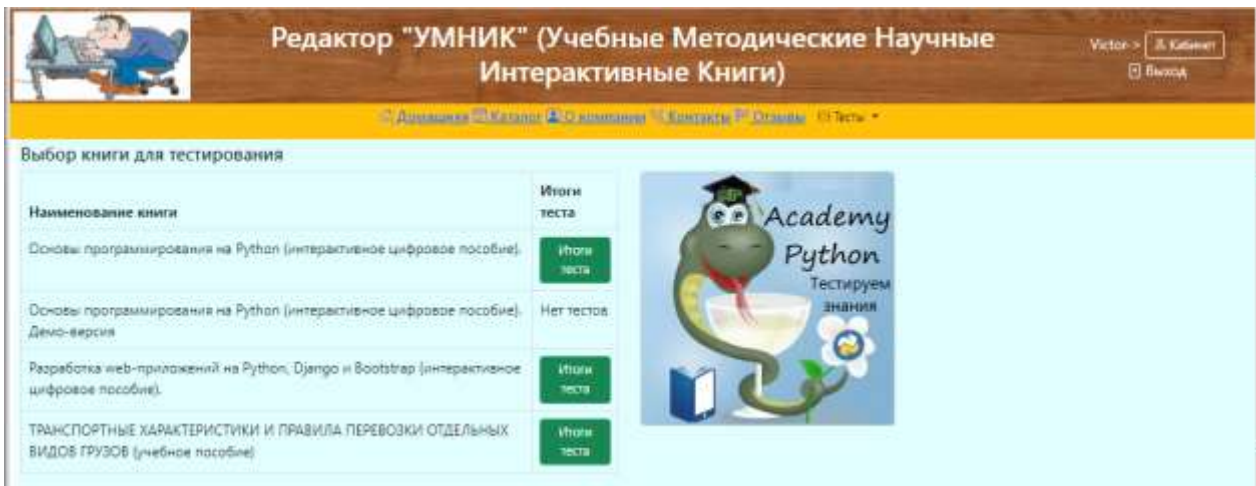 Редактор "УМНИК" (Учебные Методические Научные
Интерактивные Книги)
Victor-> Кабинет
Выход
Домашняя Каталог О компании Контакты Отзывы Тесты
Выбор книги для тестирования
Наименование книги
Итоги
теста
Основы программирования на Python (интерактивное цифровое пособие).
Итоги
теста
Основы программирования на Python (интерактивное цифровое пособие).
Демо-версия
Нет тестов
Разработка web-приложений на Python, Django и Bootstrap (интерактивное
цифровое пособие).
Итоги
теста
ТРАНСПОРТНЫЕ ХАРАКТЕРИСТИКИ И ПРАВИЛА ПЕРЕВОЗКИ ОТДЕЛЬНЫХ
ВИДОВ ГРУЗОВ (учебное пособие)
Итоги
теста
Academy
Python
Тестируем
знания